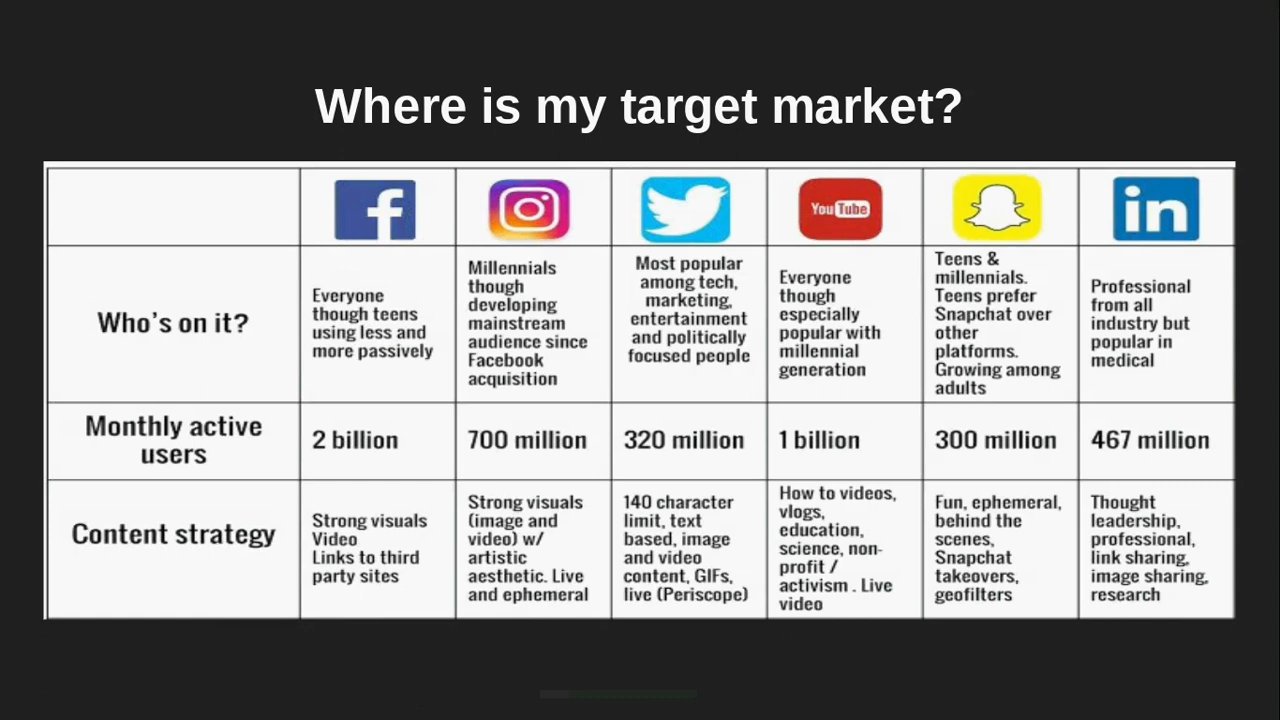 Where is my target market?
f
You Tube
in
Who's on it?
Everyone
though teens
using less and
more passively
Millennials
though
developing
mainstream
audience since
Facebook
acquisition
Most popular
among tech,
marketing,
entertainment
and politically
focused people
Everyone
though
especially
popular with
millennial
generation
Teens &
millennials.
Teens prefer
Snapchat over
other
platforms.
Growing among
adults
Professional
from all
industry but
popular in
medical
Monthly active
users
2 billion
700 million
320 million
1 billion
300 million
467 million
Content strategy
Strong visuals
Video
Links to third
party sites
Strong visuals
(image and
video) w/
artistic
aesthetic. Live
and ephemeral
140 character
limit, text
based, image
and video
content, GIFs,
live (Periscope)
How to videos,
vlogs,
education,
science, non-
profit /
activism . Live
video
Fun, ephemeral,
behind the
scenes,
Snapchat
takeovers,
geofilters
Thought
leadership,
professional,
link sharing,
image sharing,
research